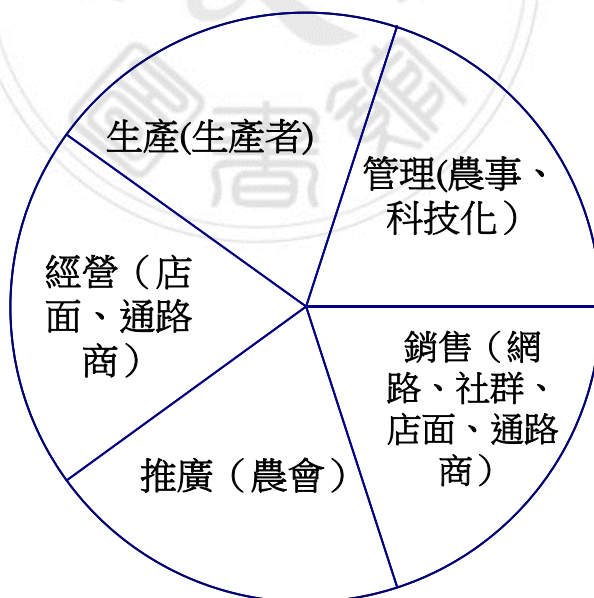 生產(生產者)
管理(農事、
科技化）
經營（店
面、通路
商）
銷售（網
路、社群、
店面、通路
商）
推廣（農會）